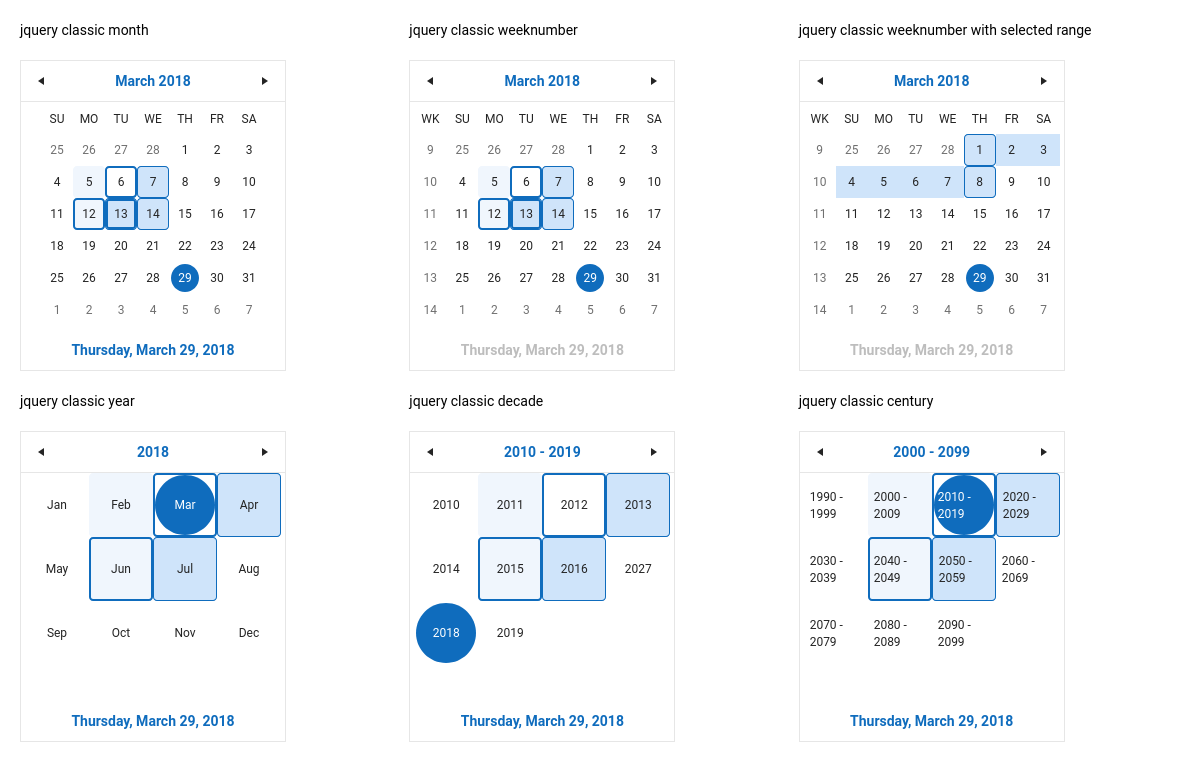 jquery classic month
March 2018
SU MO TU WE TH FR SA
25 26 27 28 1 2 3
4 5 6 7 8 9 10
11 12 13 14 15 16 17
18 19 20 21 22 23 24
25 26 27 28 29 30 31
1 2 3 4 5 6 7
Thursday, March 29, 2018
jquery classic weeknumber
March 2018
WK SU MO TU WE TH FR SA
9 25 26 27 28 1 2 3
10 4 5 6 7 8 9 10
11 11 12 13 14 15 16 17
12 18 19 20 21 22 23 24
13 25 26 27 28 29 30 31
14 1 2 3 4 5 6 7
Thursday, March 29, 2018
jquery classic weeknumber with selected range
March 2018
WK SU MO TU WE TH FR SA
9 25 26 27 28 1 2 3
10 4 5 6 7 8 9 10
11 11 12 13 14 15 16 17
12 18 19 20 21 22 23 24
13 25 26 27 28 29 30 31
14 1 2 3 4 5 6 7
Thursday, March 29, 2018
jquery classic year
2018
Jan Feb Mar Apr
May Jun Jul Aug
Sep Oct Nov Dec
Thursday, March 29, 2018
jquery classic decade
2010 - 2019
2010 2011 2012 2013
2014 2015 2016 2027
2018 2019
Thursday, March 29, 2018
jquery classic century
2000 - 2099
1990 - 2000 - 2010 - 2020 -
1999 2009 2019 2029
2030 - 2040 - 2050 - 2060 -
2039 2049 2059 2069
2070 - 2080 - 2090 -
2079 2089 2099
Thursday, March 29, 2018